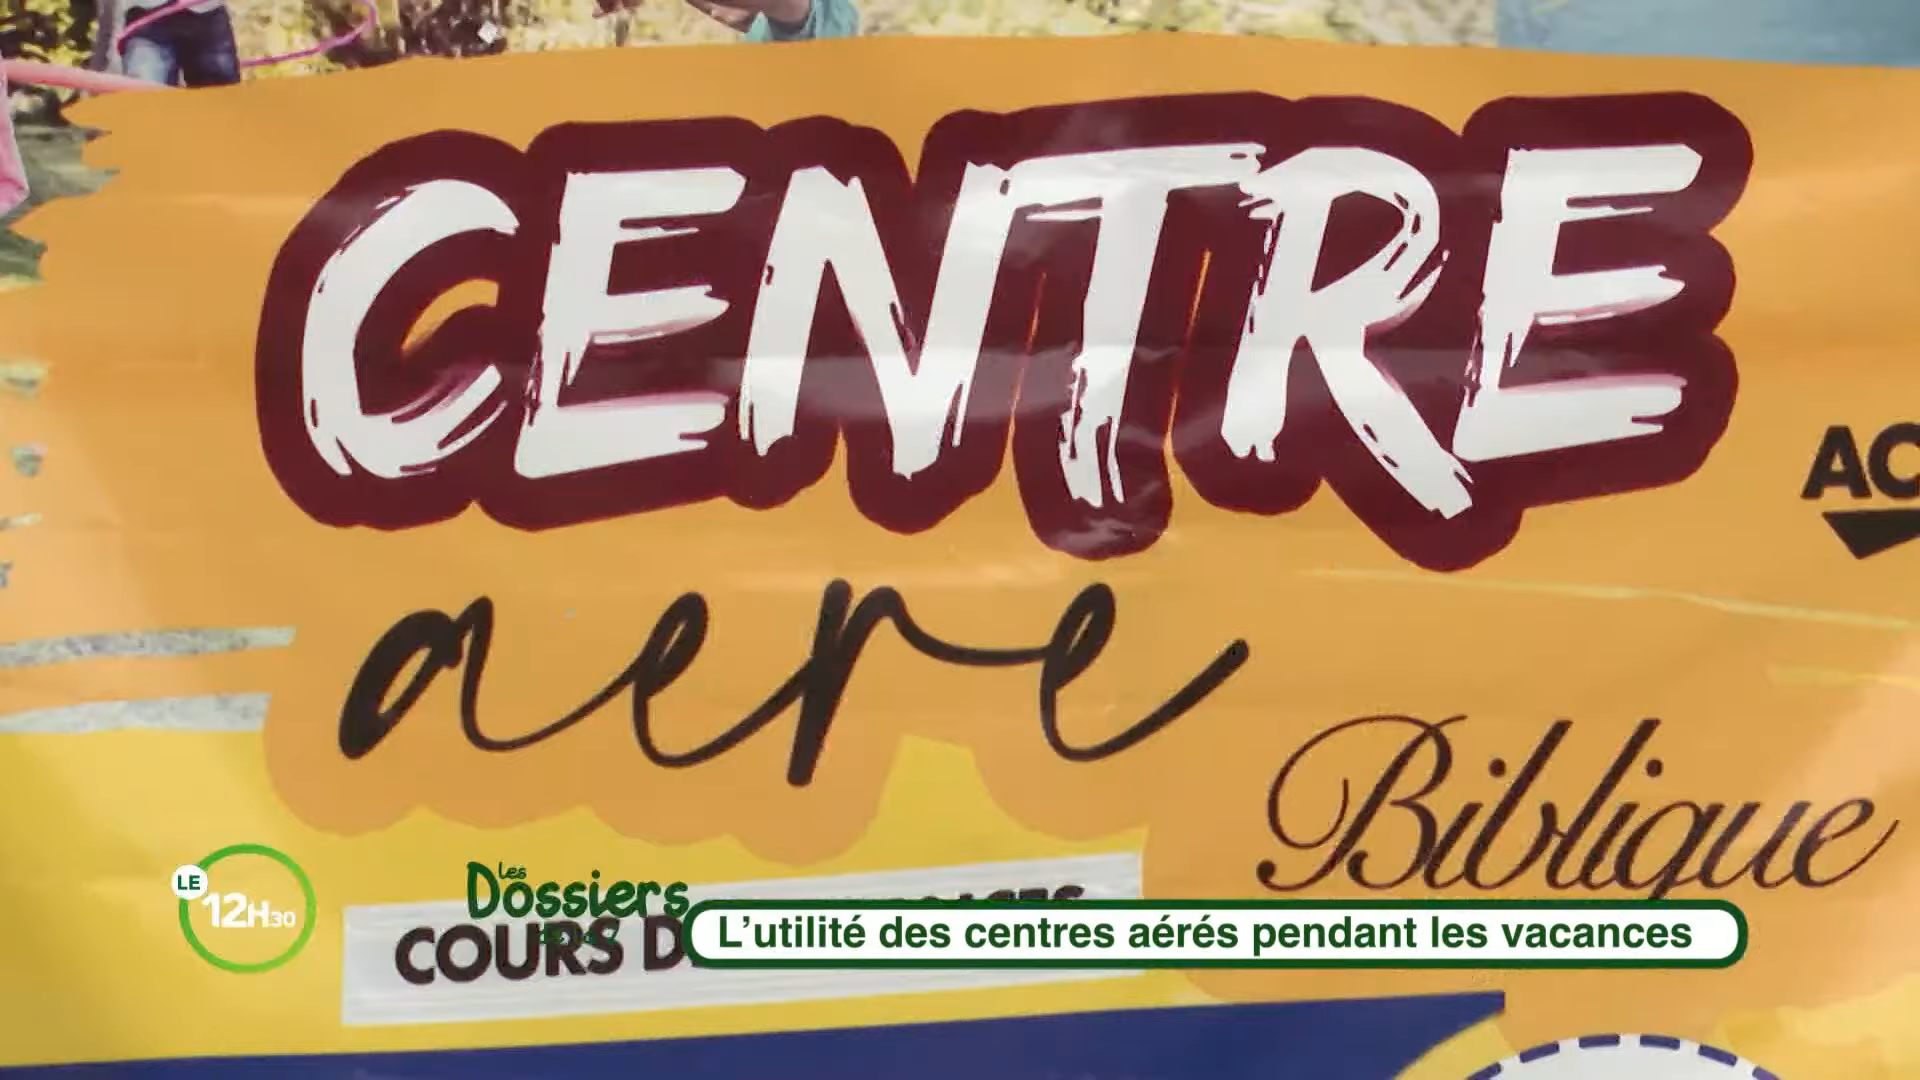 CENTRE
AC
aere
Biblique
LE
12H30
Les
Dossiers
COURS D
L'utilité des centres aérés pendant les vacances